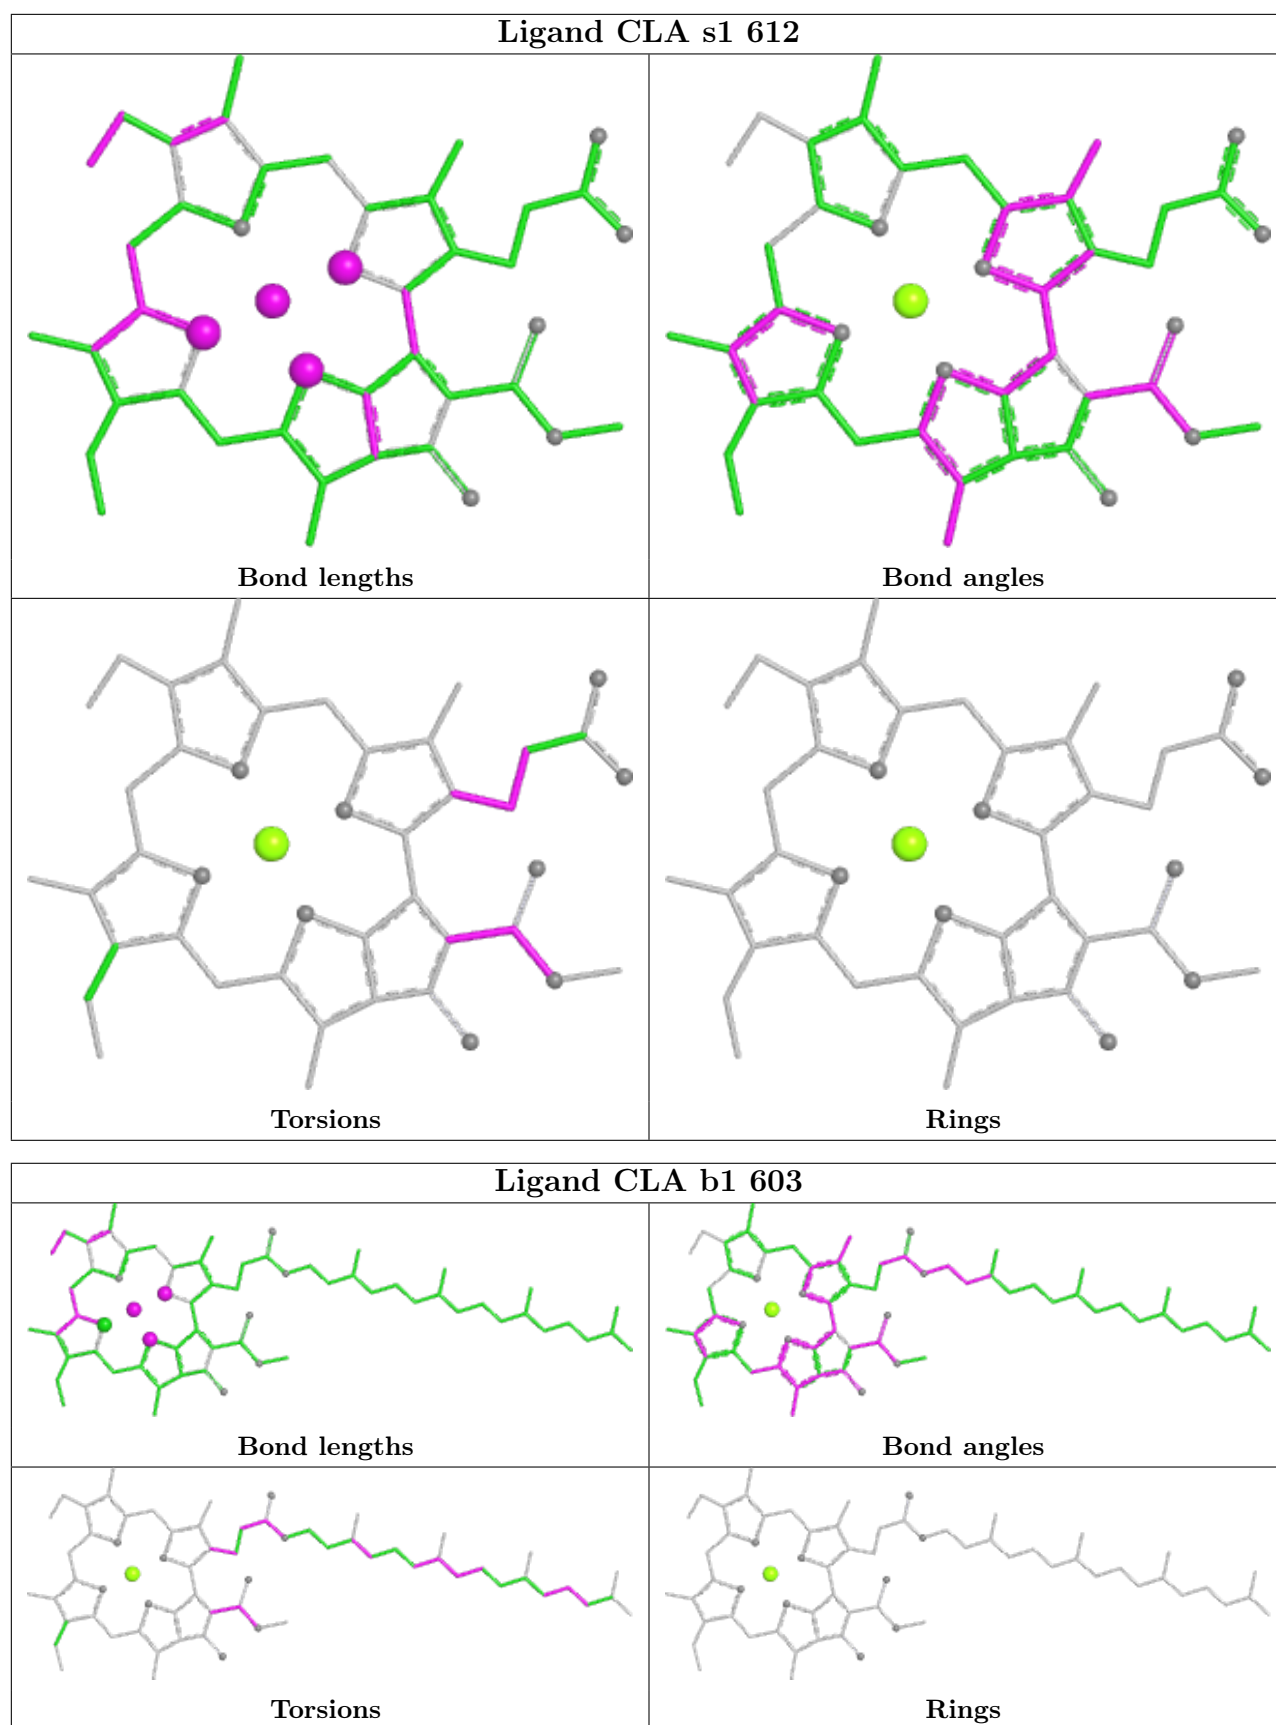 Ligand CLA s1 612
Bond lengths
Bond angles
Torsions
Rings
Ligand CLA b1 603
Bond lengths
Bond angles
Torsions
Rings